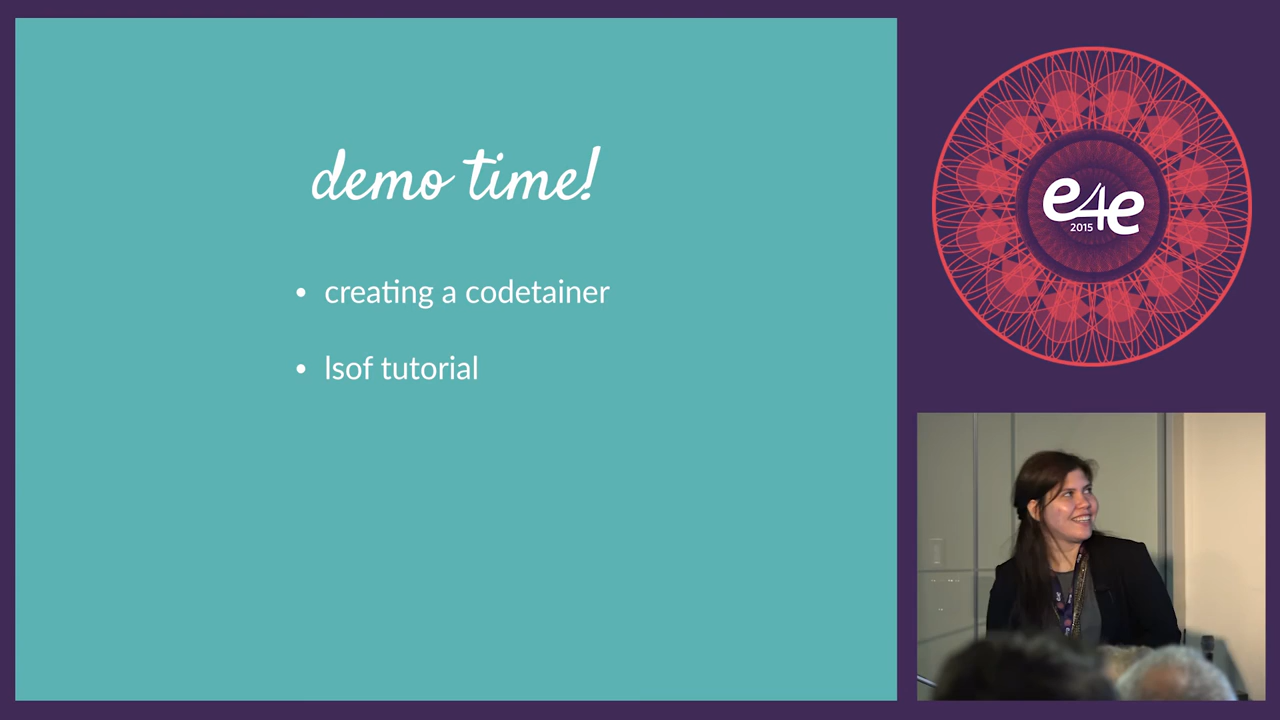 demo time!
• creating a codetainer
• lsof tutorial
e4e
2015